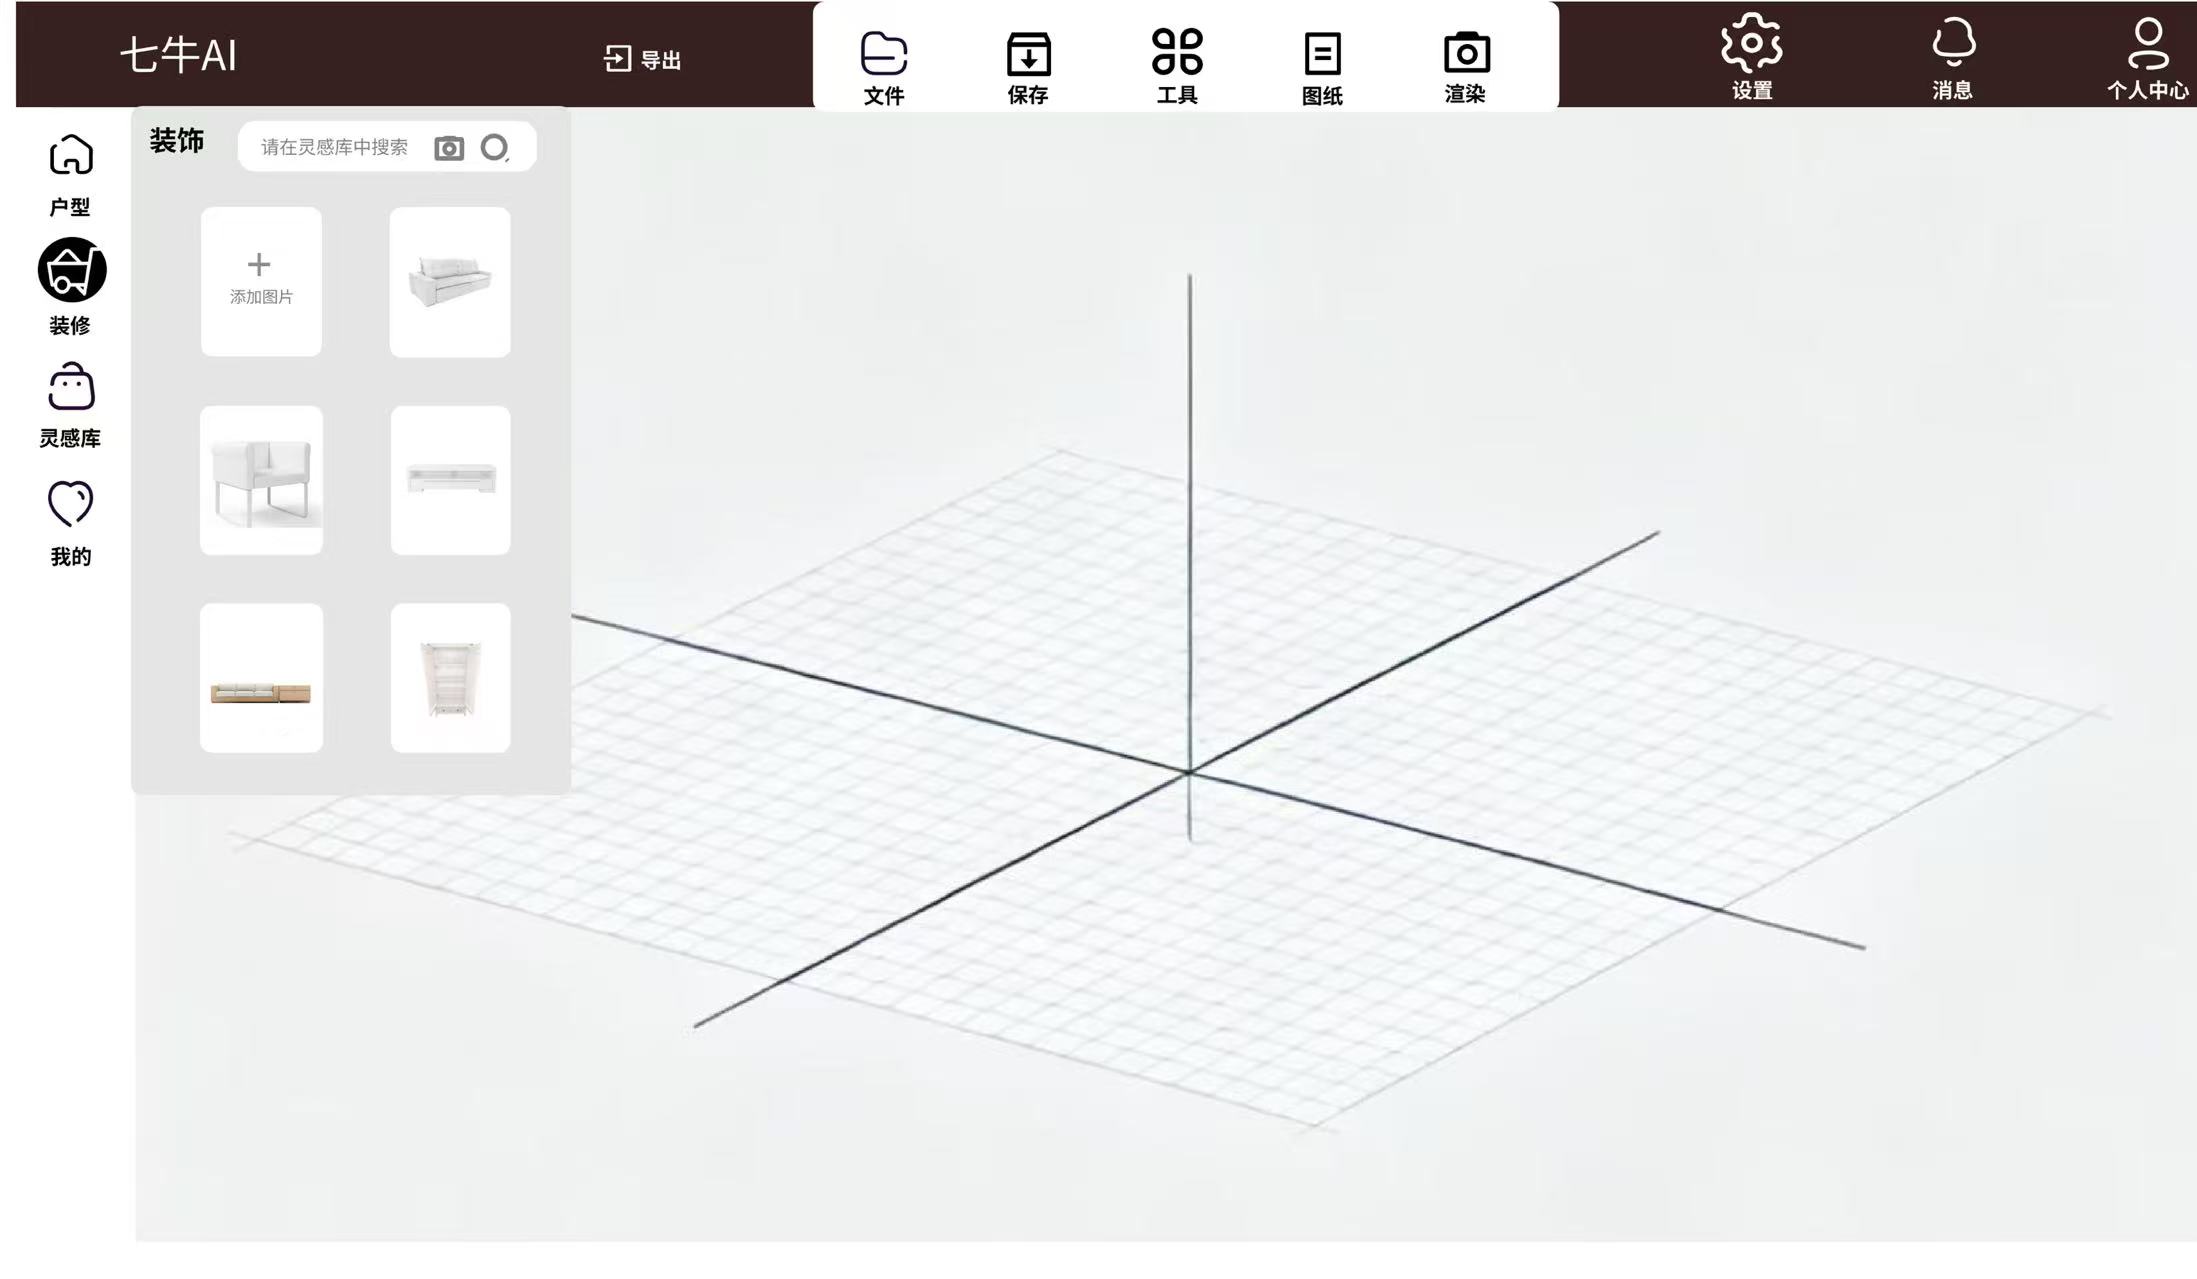 七牛AI
导出
文件
保存
工具
图纸
渲染
设置
消息
个人中心
户型
装修
灵感库
我的
装饰
请在灵感库中搜索
添加图片